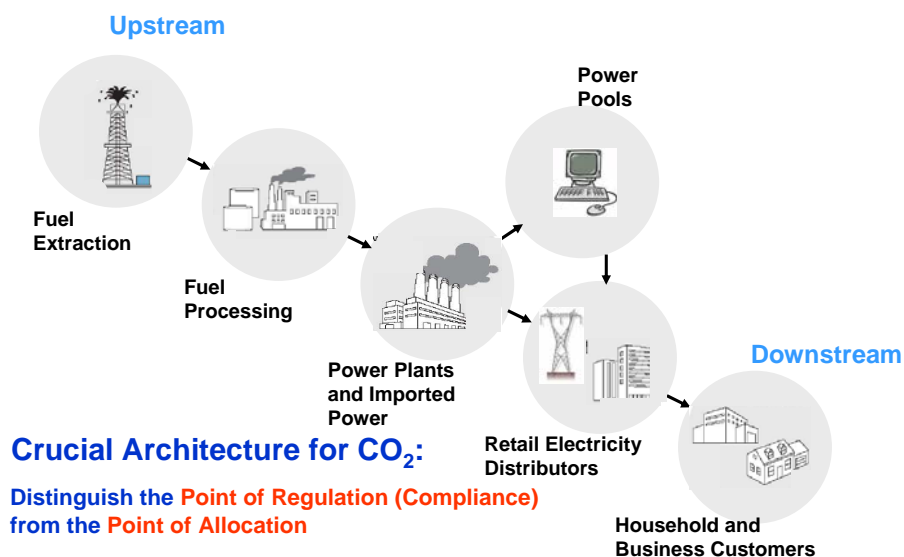 Upstream
Power
Pools
Fuel
Extraction
Fuel
Processing
Downstream
Power Plants
and Imported
Power
Retail Electricity
Distributors
Crucial Architecture for CO₂:
Distinguish the Point of Regulation (Compliance)
from the Point of Allocation
Household and
Business Customers